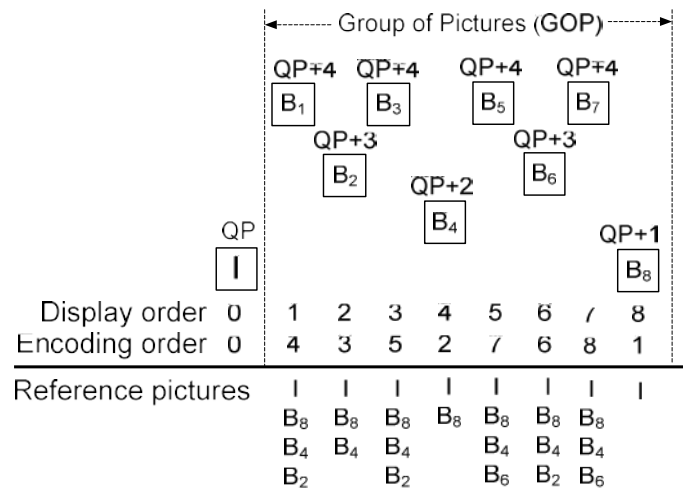 Group of Pictures (GOP)
QP+4 QP+4 QP+4 QP+4
B₁ B₃ B₅ B₇
QP+3 QP+3
B₂ B₆
QP+2
B₄
QP QP+1
I B₈
Display order 0 1 2 3 4 5 6 7 8
Encoding order 0 4 3 5 2 7 6 8 1
Reference pictures I I I I I I I I
B₈ B₈ B₈ B₈ B₈ B₈ B₈
B₄ B₄ B₄ B₄ B₄ B₄
B₂ B₂ B₆ B₂ B₆